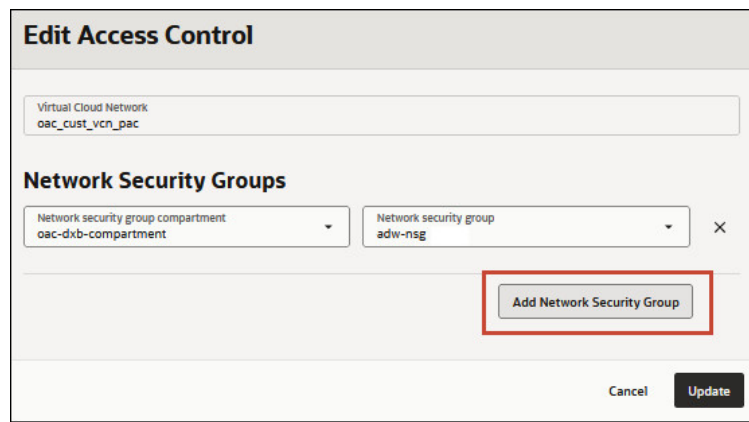 Edit Access Control
Virtual Cloud Network
oac_cust_vcn_pac
Network Security Groups
Network security group compartment
oac-dxb-compartment
Network security group
adw-nsg
Add Network Security Group
Cancel
Update